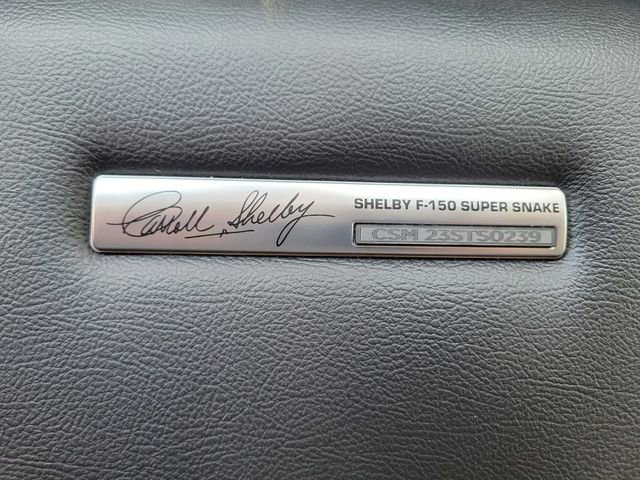 Carroll Shelby
SHELBY F-150 SUPER SNAKE
CSM 23STS0239